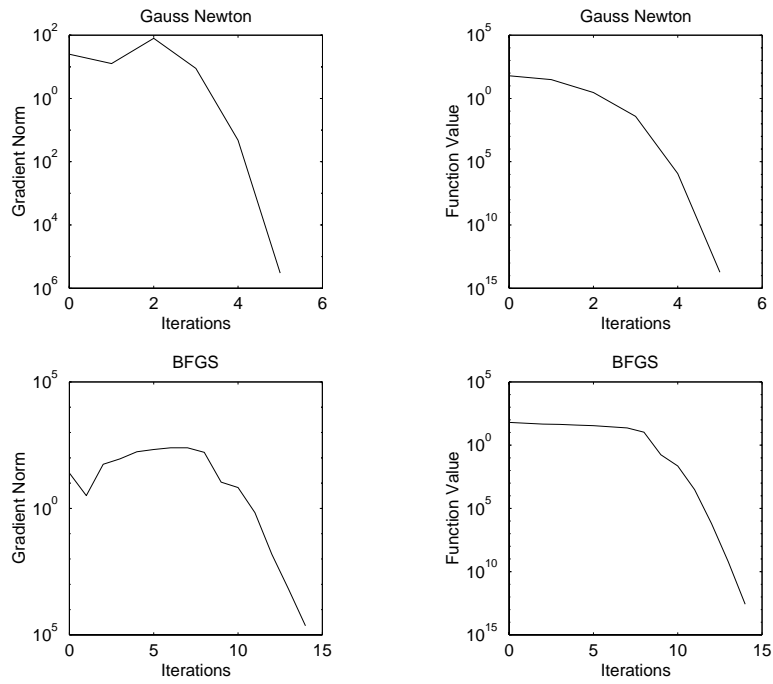 Gauss Newton
10^2
10^0
10^2
10^4
10^6
Gradient Norm
0 2 4 6
Iterations
Gauss Newton
10^5
10^0
10^5
10^10
10^15
Function Value
0 2 4 6
Iterations
BFGS
10^5
10^0
10^5
Gradient Norm
0 5 10 15
Iterations
BFGS
10^5
10^0
10^5
10^10
10^15
Function Value
0 5 10 15
Iterations